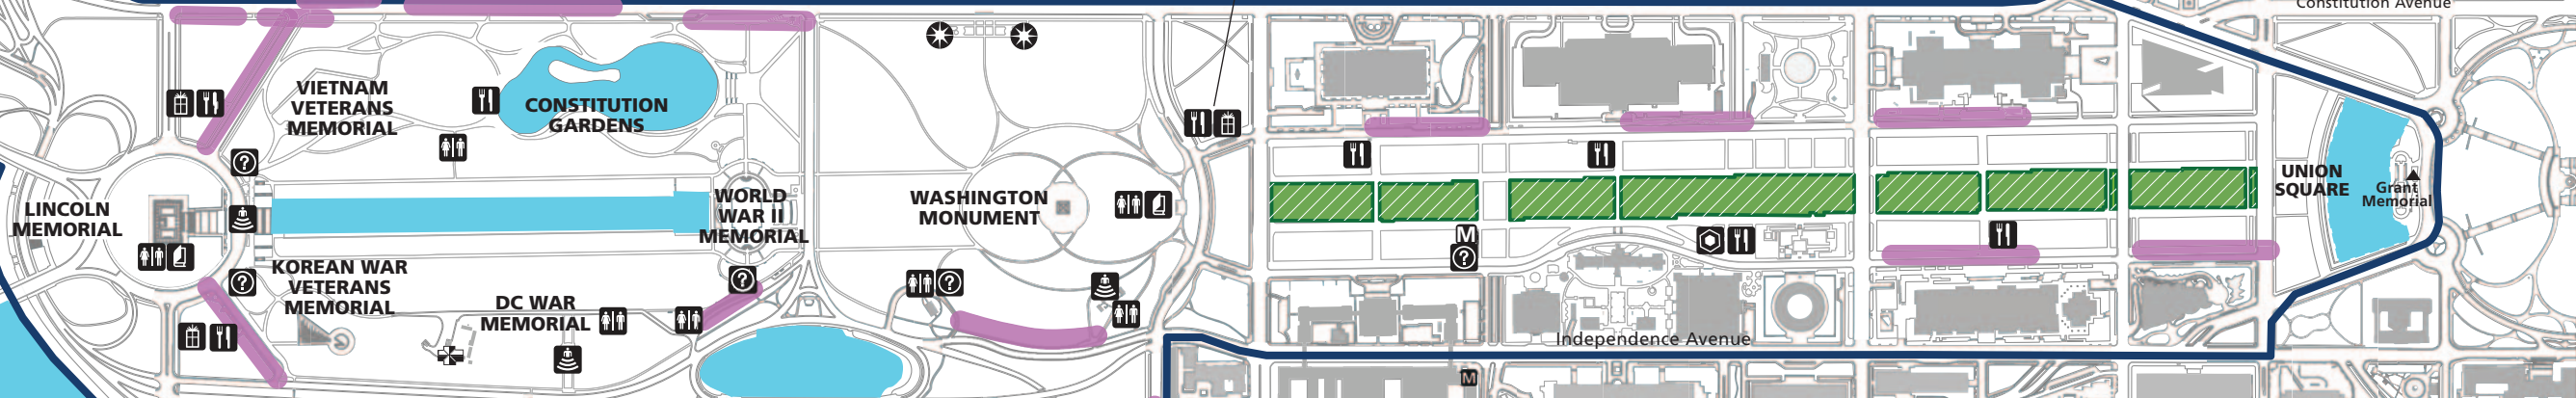 Constitution Avenue
VIETNAM
VETERANS
MEMORIAL
CONSTITUTION
GARDENS
?
LINCOLN
MEMORIAL
WORLD
WAR II
MEMORIAL
WASHINGTON
MONUMENT
UNION
SQUARE
Grant
Memorial
M
?
?
KOREAN WAR
VETERANS
MEMORIAL
?
?
DC WAR
MEMORIAL
Independence Avenue
M